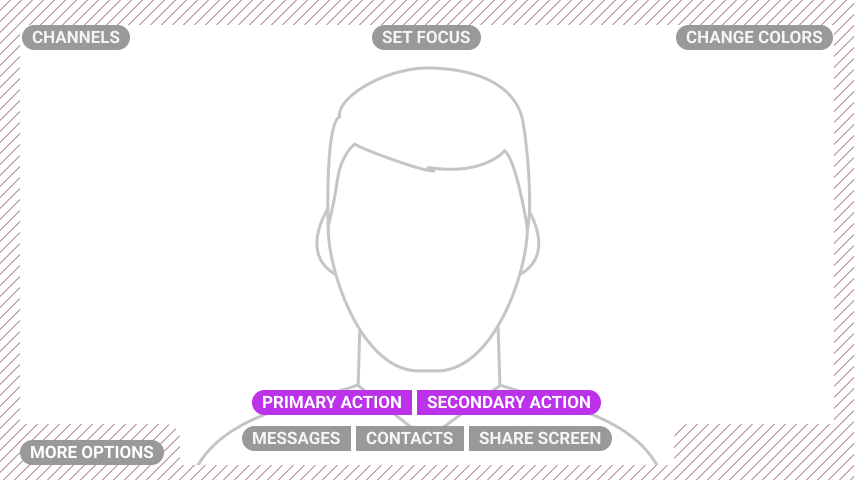 CHANNELS
SET FOCUS
CHANGE COLORS
PRIMARY ACTION
SECONDARY ACTION
MESSAGES
CONTACTS
SHARE SCREEN
MORE OPTIONS